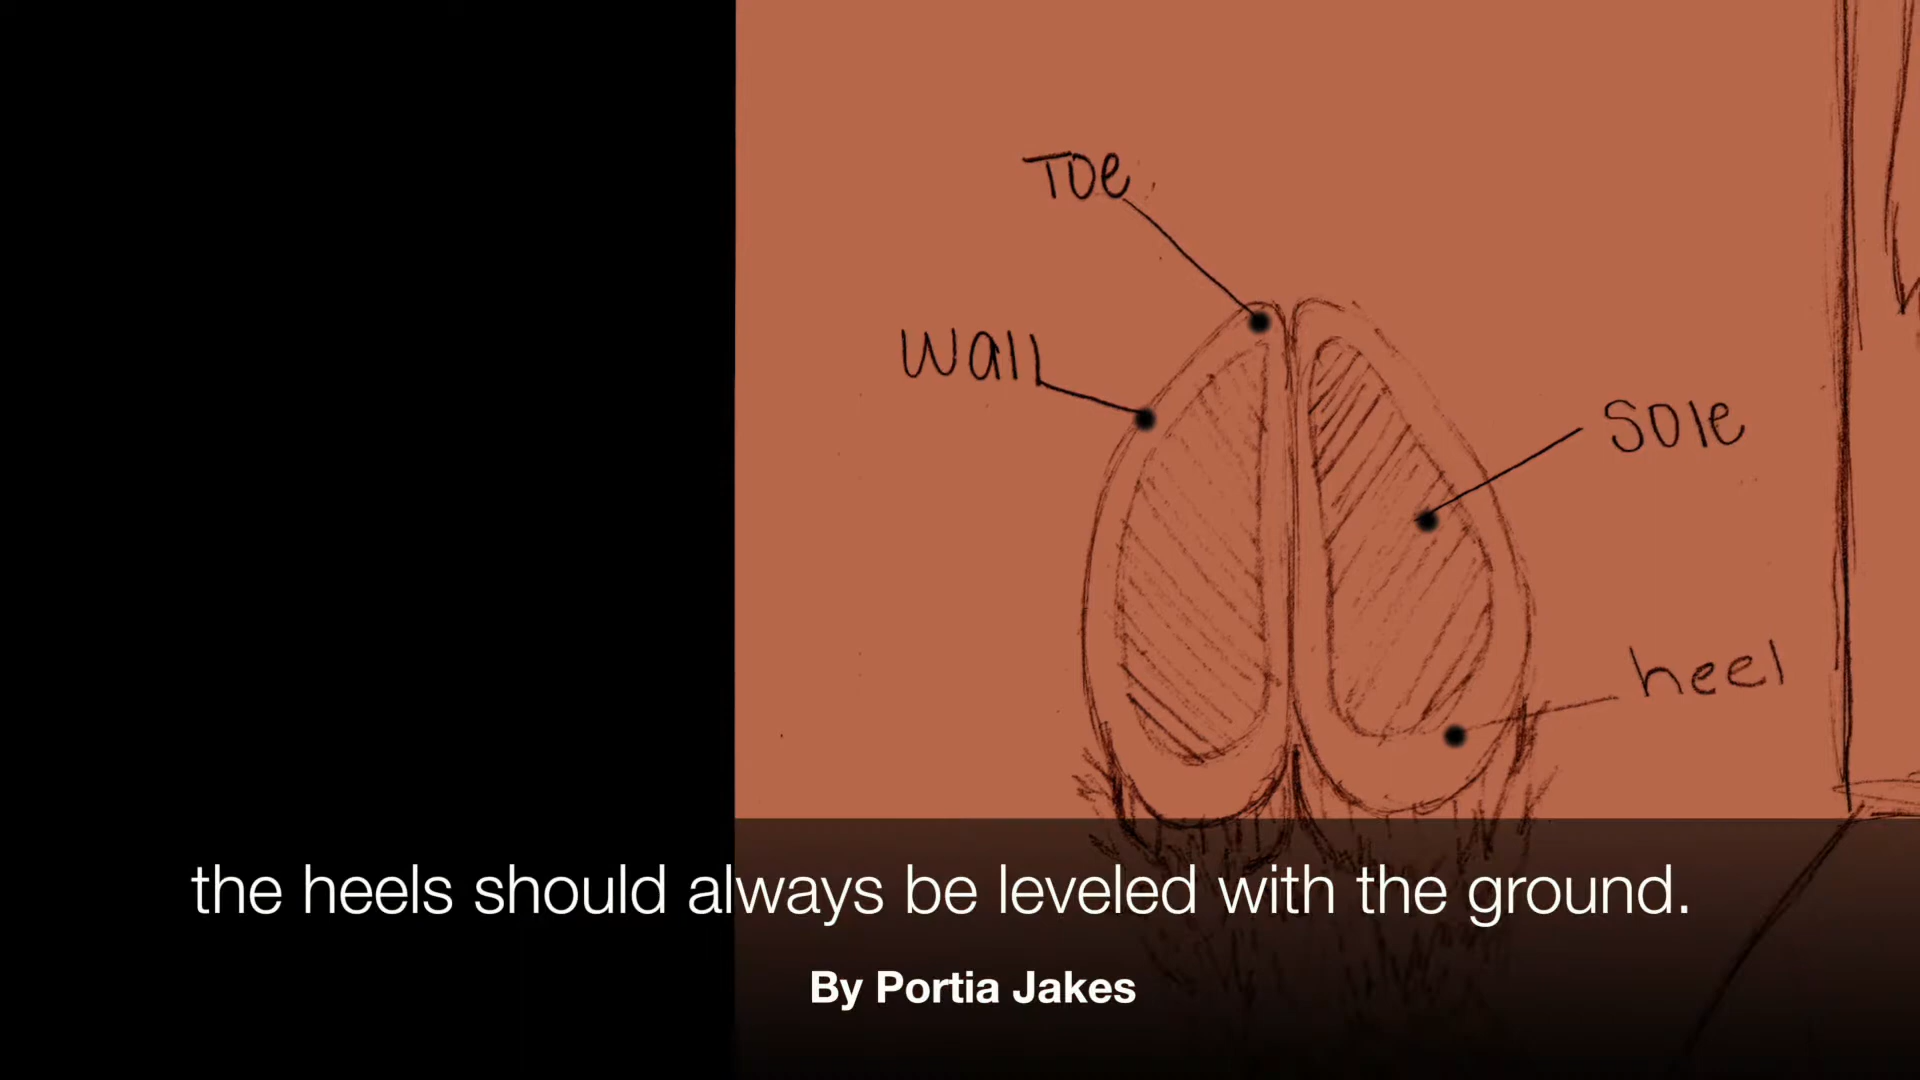 Toe
Wall
Sole
heel
the heels should always be leveled with the ground.
By Portia Jakes